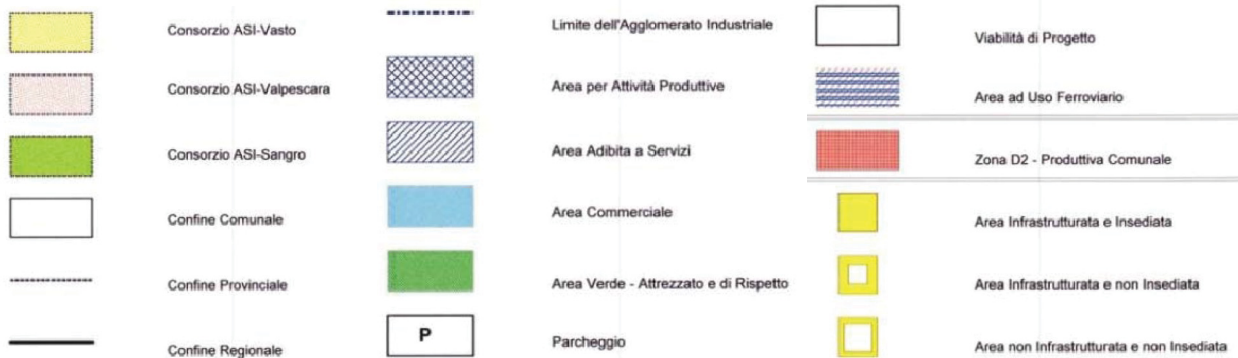 Consorzio ASI-Vasto
Consorzio ASI-Valpescara
Consorzio ASI-Sangro
Confine Comunale
Confine Provinciale
Confine Regionale
Limite dell'Agglomerato Industriale
Area per Attività Produttive
Area Adibita a Servizi
Area Commerciale
Area Verde - Attrezzato e di Rispetto
P
Parcheggio
Viabilità di Progetto
Area ad Uso Ferroviario
Zona D2 - Produttiva Comunale
Area Infrastrutturata e Insediata
Area Infrastrutturata e non Insediata
Area non Infrastrutturata e non Insediata